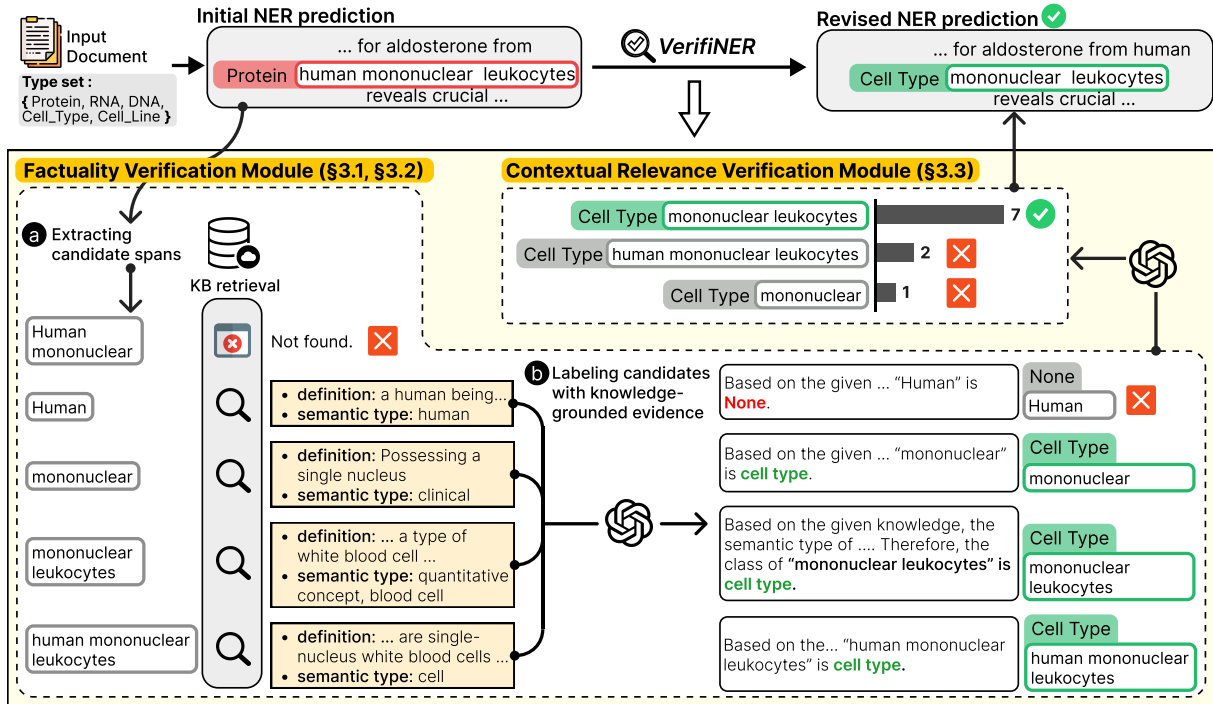 Initial NER prediction
Input
Document
Type set :
{ Protein, RNA, DNA,
Cell_Type, Cell_Line }
... for aldosterone from
Protein human mononuclear leukocytes
reveals crucial ...
VerifiNER
Revised NER prediction
... for aldosterone from human
Cell Type mononuclear leukocytes
reveals crucial ...
Factuality Verification Module (§3.1, §3.2)
a Extracting
candidate spans
KB retrieval
Human
mononuclear
Not found.
Human
• definition: a human being...
• semantic type: human
mononuclear
• definition: Possessing a
single nucleus
• semantic type: clinical
mononuclear
leukocytes
• definition: ... a type of
white blood cell ...
• semantic type: quantitative
concept, blood cell
human mononuclear
leukocytes
• definition: ... are single-
nucleus white blood cells ...
• semantic type: cell
Contextual Relevance Verification Module (§3.3)
Cell Type mononuclear leukocytes 7
Cell Type human mononuclear leukocytes 2
Cell Type mononuclear 1
b Labeling candidates
with knowledge-
grounded evidence
Based on the given ... “Human” is
None.
None
Human
Based on the given ... “mononuclear”
is cell type.
Cell Type
mononuclear
Based on the given knowledge, the
semantic type of .... Therefore, the
class of “mononuclear leukocytes” is
cell type.
Cell Type
mononuclear
leukocytes
Based on the... “human mononuclear
leukocytes” is cell type.
Cell Type
human mononuclear
leukocytes